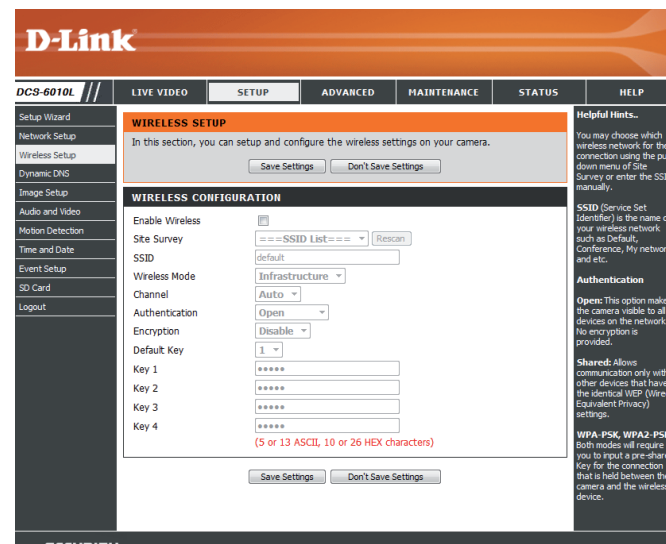 D-Link
DCS-6010L
LIVE VIDEO
SETUP
ADVANCED
MAINTENANCE
STATUS
HELP
Setup Wizard
Network Setup
Wireless Setup
Dynamic DNS
Image Setup
Audio and Video
Motion Detection
Time and Date
Event Setup
SD Card
Logout
WIRELESS SETUP
In this section, you can setup and configure the wireless settings on your camera.
Save Settings
Don't Save Settings
WIRELESS CONFIGURATION
Enable Wireless
Site Survey
===SSID List===
Rescan
SSID
default
Wireless Mode
Infrastructure
Channel
Auto
Authentication
Open
Encryption
Disable
Default Key
1
Key 1
•••••
Key 2
•••••
Key 3
•••••
Key 4
•••••
(5 or 13 ASCII, 10 or 26 HEX characters)
Save Settings
Don't Save Settings
Helpful Hints..
You may choose which
wireless network for the
connection using the pu
down menu of Site
Survey or enter the SSI
manually.
SSID (Service Set
Identifier) is the name o
your wireless network
such as Default,
Conference, My networ
and etc.
Authentication
Open: This option make
the camera visible to all
devices on the network
No encryption is
provided.
Shared: Allows
communication only with
other devices that have
the identical WEP (Wire
Equivalent Privacy)
settings.
WPA-PSK, WPA2-PS
Both modes will require
you to input a pre-share
Key for the connection
that is held between the
camera and the wireless
device.